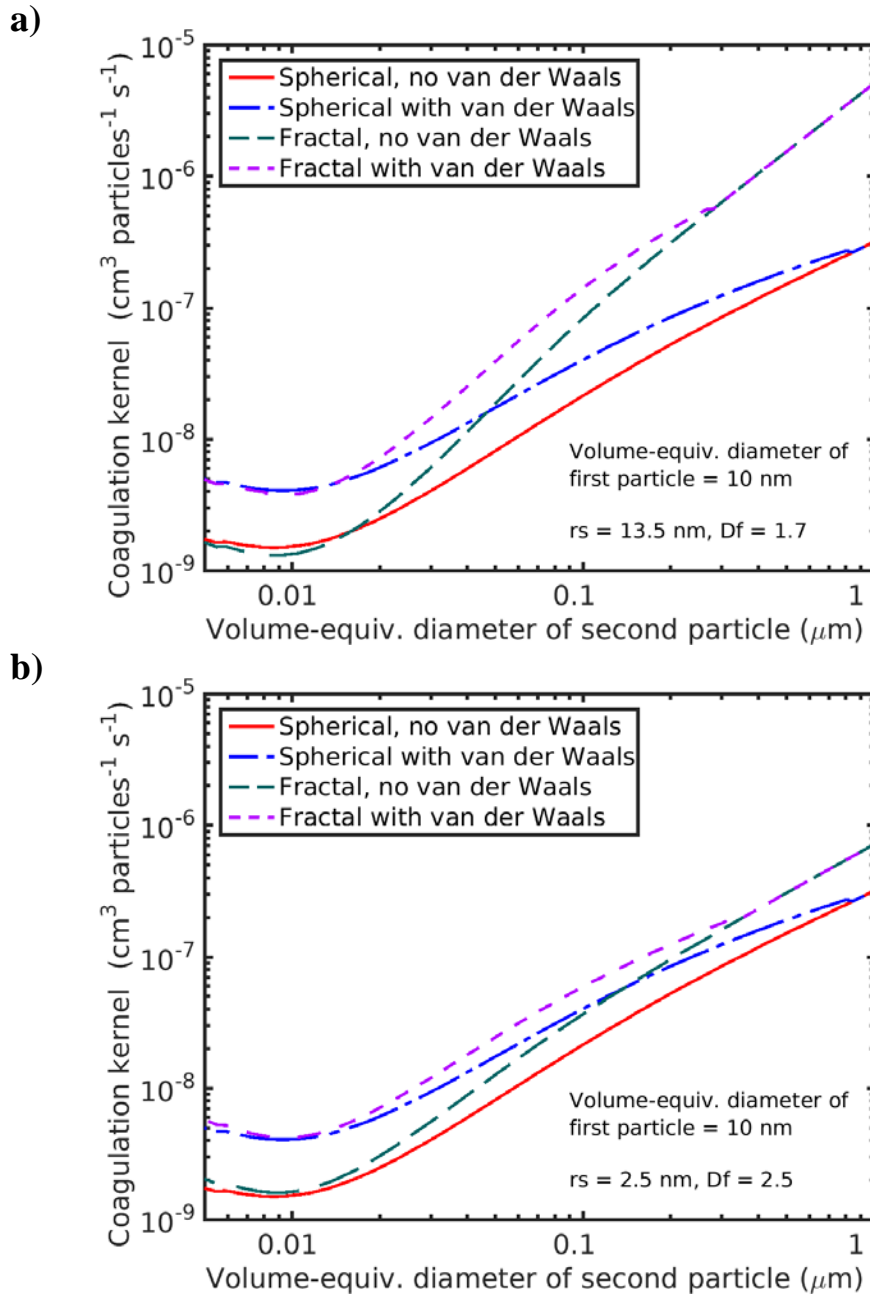 a)
Coagulation kernel (cm³ particles⁻¹ s⁻¹)
10⁻⁵
10⁻⁶
10⁻⁷
10⁻⁸
10⁻⁹
Spherical, no van der Waals
Spherical with van der Waals
Fractal, no van der Waals
Fractal with van der Waals
Volume-equiv. diameter of
first particle = 10 nm
rs = 13.5 nm, Df = 1.7
0.01 0.1 1
Volume-equiv. diameter of second particle (μm)
b)
Coagulation kernel (cm³ particles⁻¹ s⁻¹)
10⁻⁵
10⁻⁶
10⁻⁷
10⁻⁸
10⁻⁹
Spherical, no van der Waals
Spherical with van der Waals
Fractal, no van der Waals
Fractal with van der Waals
Volume-equiv. diameter of
first particle = 10 nm
rs = 2.5 nm, Df = 2.5
0.01 0.1 1
Volume-equiv. diameter of second particle (μm)